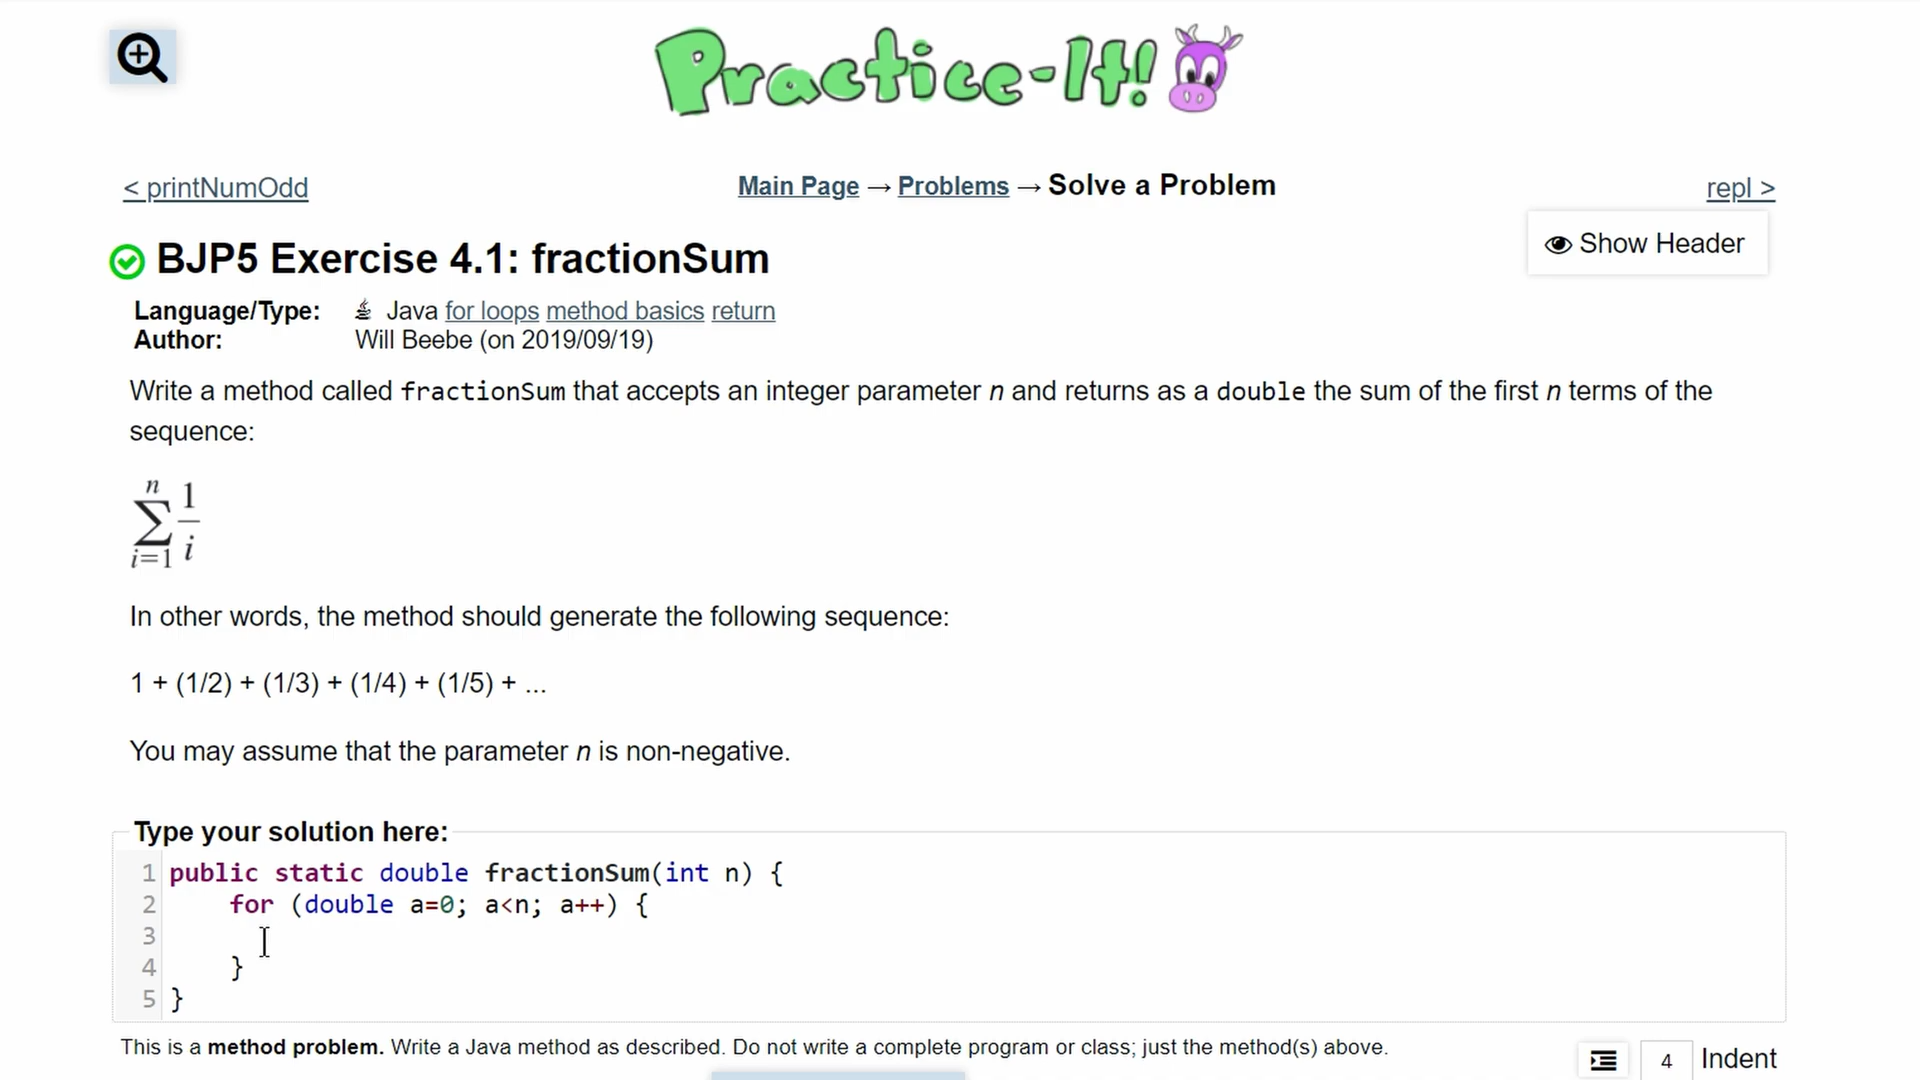 Practice-It!
< printNumOdd
Main Page → Problems → Solve a Problem
repl >
Show Header
BJP5 Exercise 4.1: fractionSum
Language/Type: Java for loops method basics return
Author: Will Beebe (on 2019/09/19)
Write a method called fractionSum that accepts an integer parameter n and returns as a double the sum of the first n terms of the
sequence:
n
∑ 1/i
i=1
In other words, the method should generate the following sequence:
1 + (1/2) + (1/3) + (1/4) + (1/5) + ...
You may assume that the parameter n is non-negative.
Type your solution here:
1 public static double fractionSum(int n) {
2     for (double a=0; a<n; a++) {
3
4     }
5 }
This is a method problem. Write a Java method as described. Do not write a complete program or class; just the method(s) above.
4 Indent